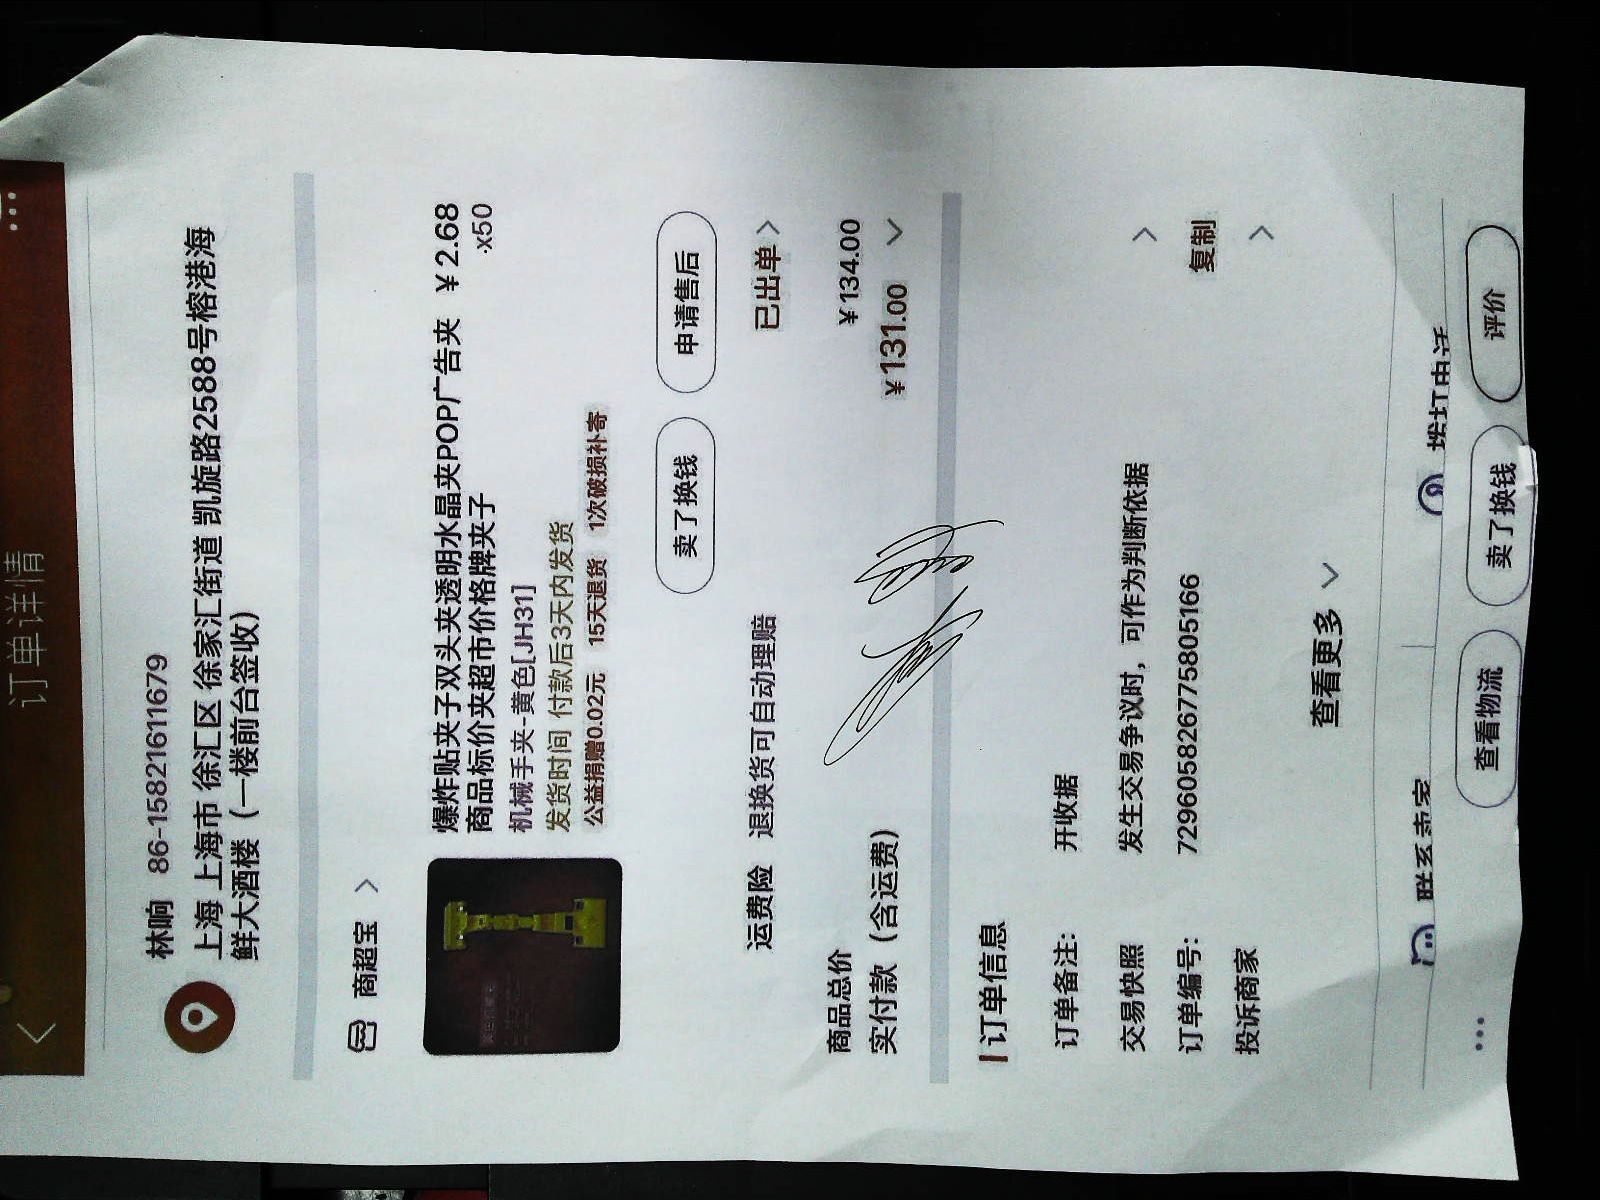 订单详情
林响 86-15821611679
上海 上海市 徐汇区 徐家汇街道 凯旋路2588号榕港海
鲜大酒楼（一楼前台签收）
商超宝
爆炸贴夹子双头夹透明水晶夹POP广告夹 ¥2.68
商品标价夹超市价格牌夹子 x50
机械手夹-黄色[JH31]
发货时间 付款后3天内发货
公益捐赠0.02元 15天退货 1次破损补寄
卖了换钱 申请售后
运费险 退换货可自动理赔 已出单
商品总价 ¥134.00
实付款（含运费） ¥131.00
订单信息
订单备注: 开收据
交易快照 发生交易争议时，可作为判断依据
订单编号: 7296058267758051​66 复制
投诉商家
查看更多
联系卖家 拨打电话
查看物流 卖了换钱 评价